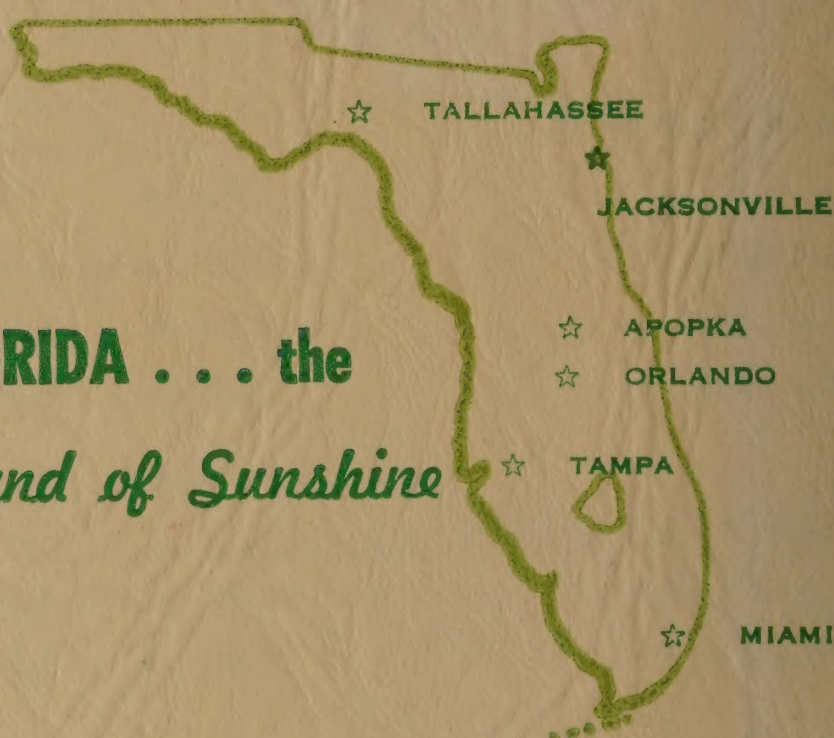 TALLAHASSEE
JACKSONVILLE
APOPKA
RIDA . . . the
ORLANDO
nd of Sunshine
TAMPA
MIAMI